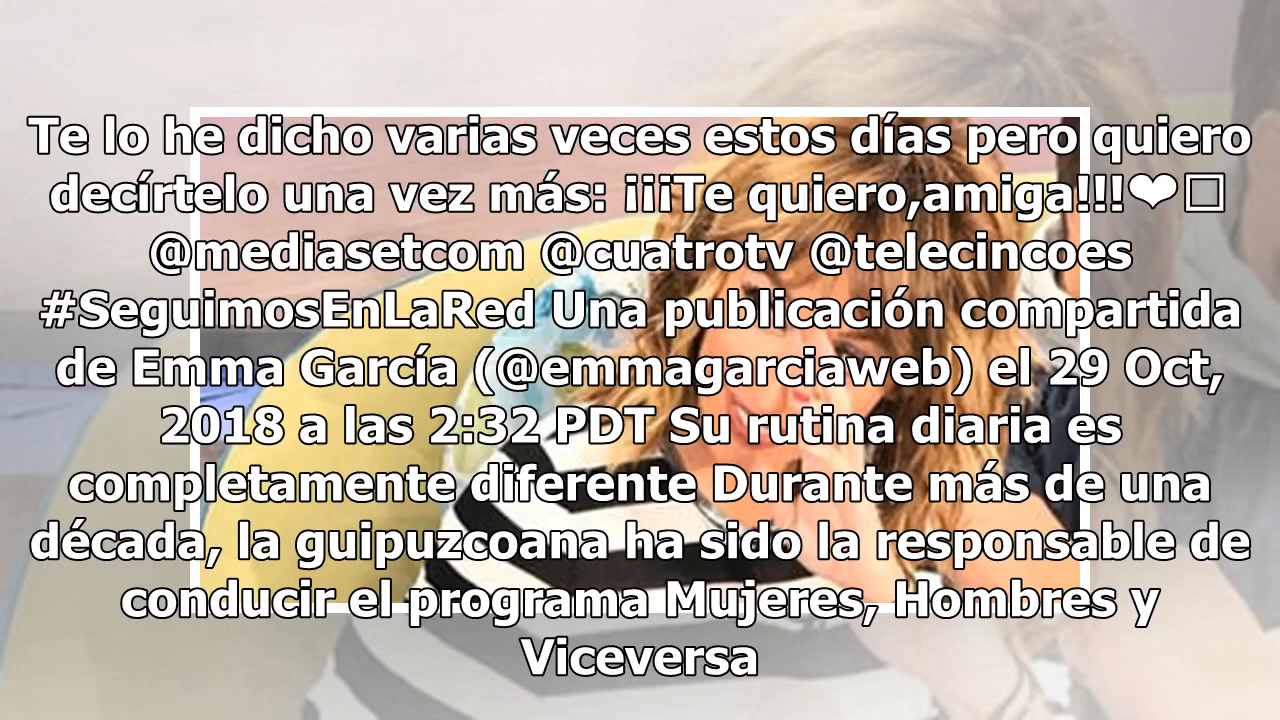 Te lo he dicho varias veces estos días pero quiero
decírtelo una vez más: ¡¡¡Te quiero,amiga!!!❤□
@mediasetcom @cuatrotv @telecincoes
#SeguimosEnLaRed Una publicación compartida
de Emma García (@emmagarciaweb) el 29 Oct,
2018 a las 2:32 PDT Su rutina diaria es
completamente diferente Durante más de una
década, la guipuzcoana ha sido la responsable de
conducir el programa Mujeres, Hombres y
Viceversa